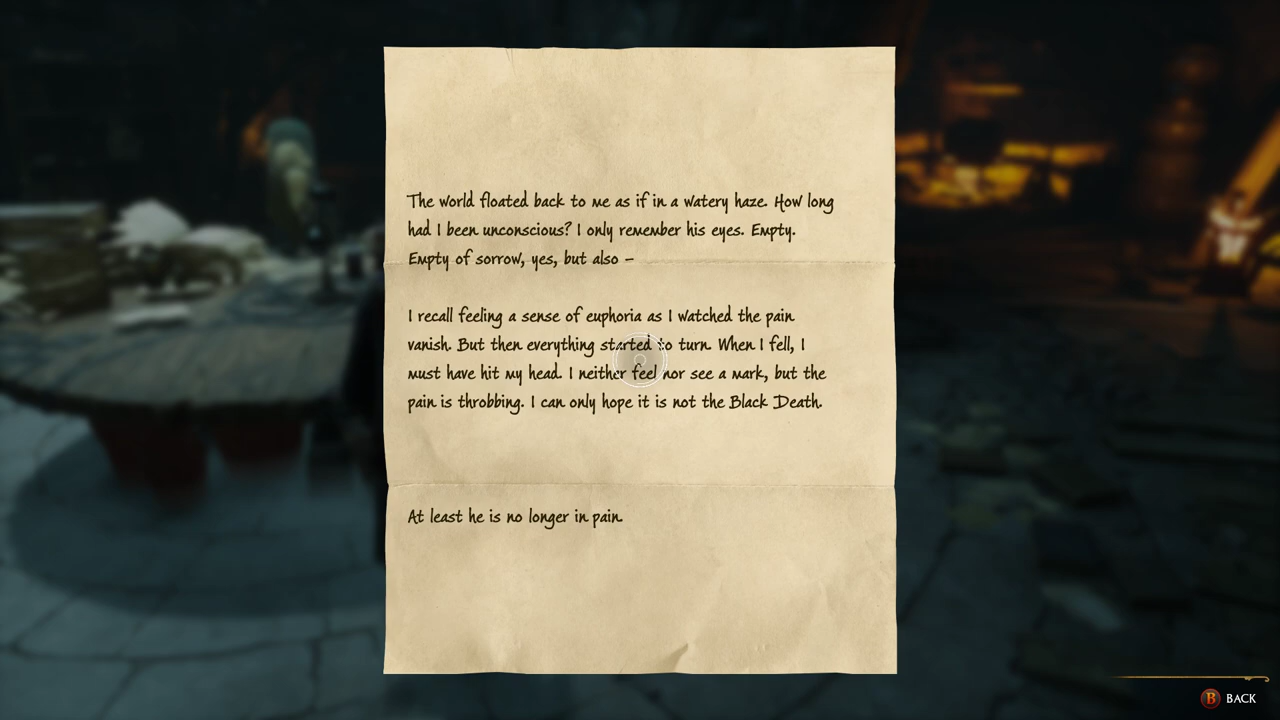 The world floated back to me as if in a watery haze. How long
had I been unconscious? I only remember his eyes. Empty.
Empty of sorrow, yes, but also –
I recall feeling a sense of euphoria as I watched the pain
vanish. But then everything started to turn. When I fell, I
must have hit my head. I neither feel nor see a mark, but the
pain is throbbing. I can only hope it is not the Black Death.
At least he is no longer in pain.
B BACK